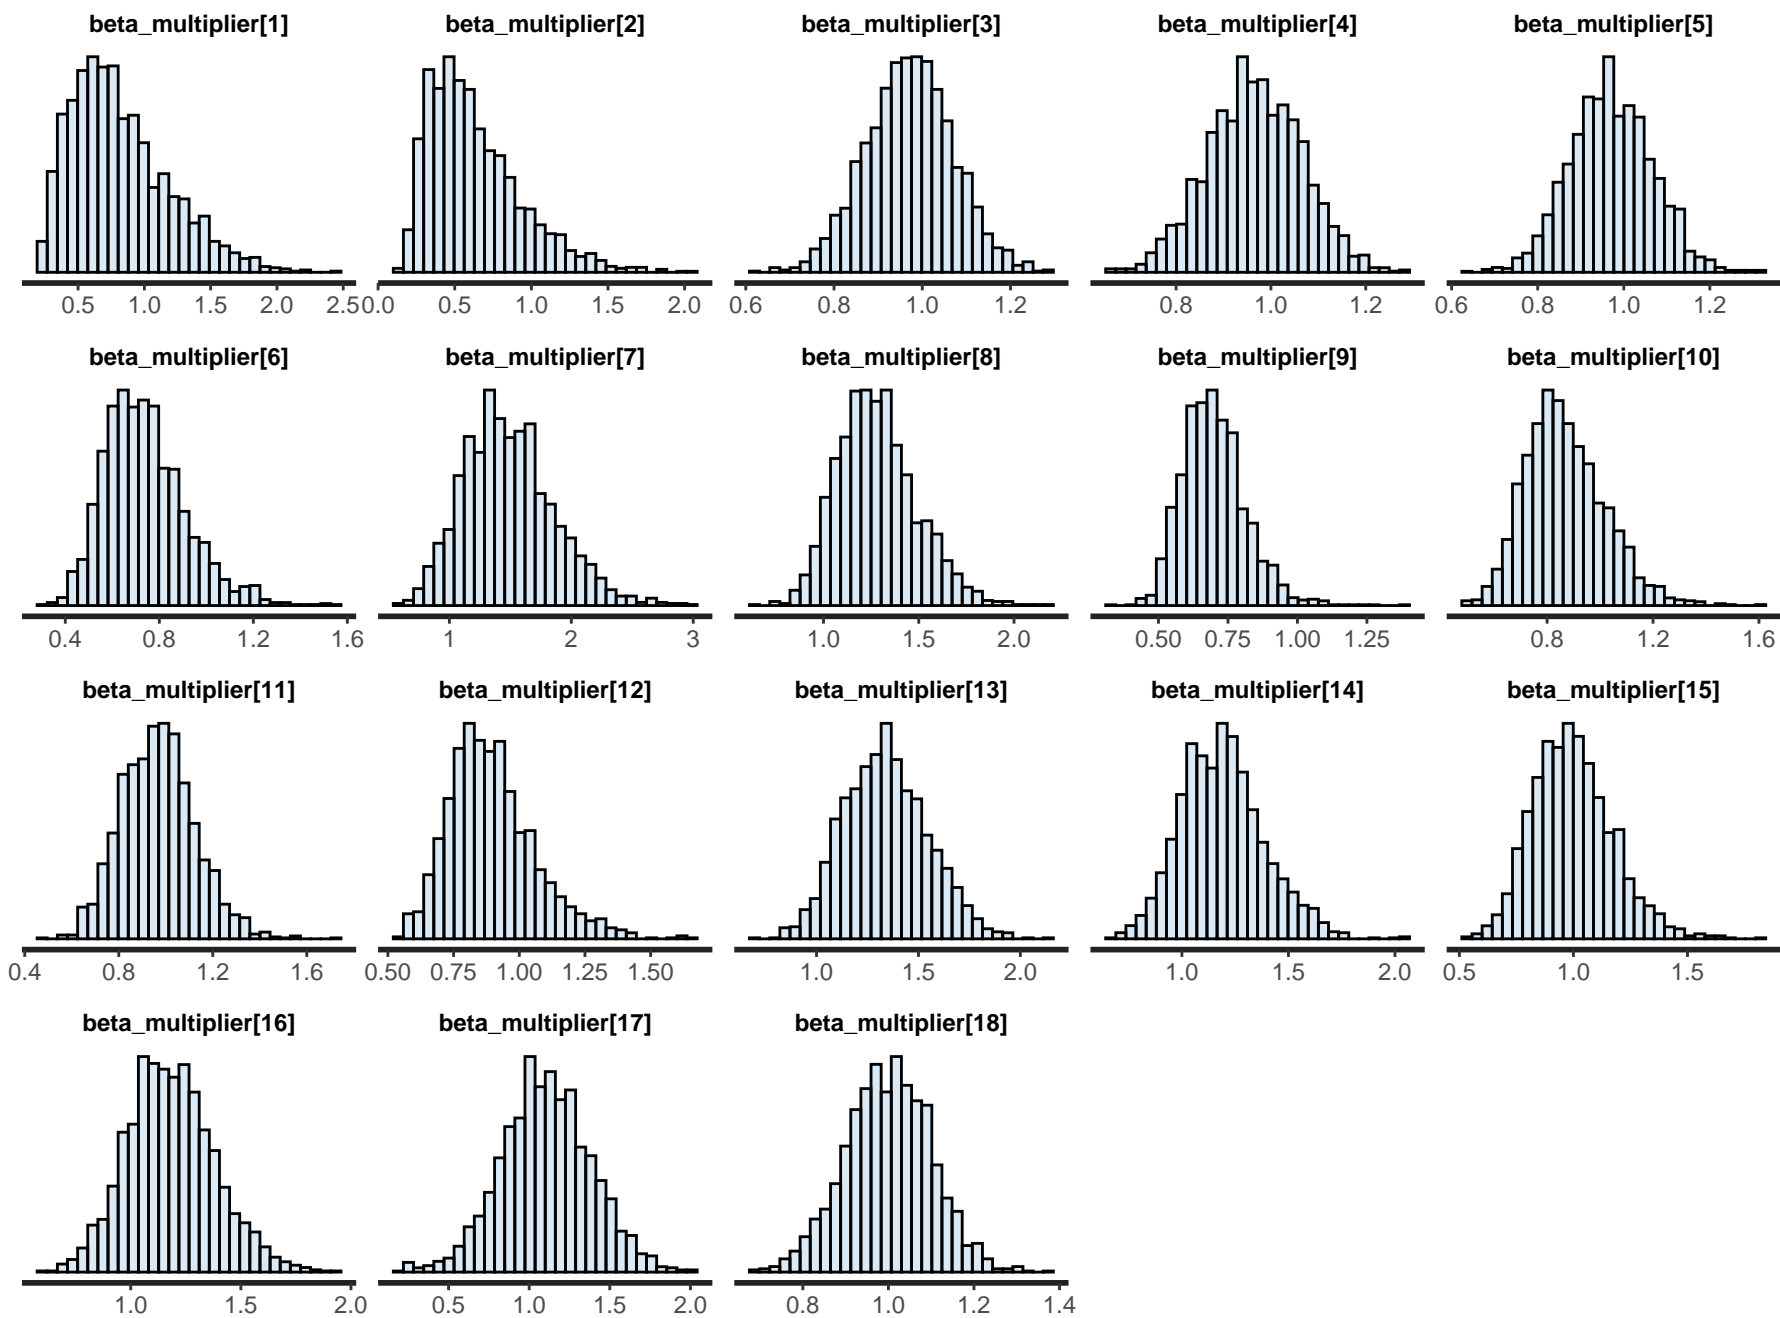 beta_multiplier[1] beta_multiplier[2] beta_multiplier[3] beta_multiplier[4] beta_multiplier[5]
0.5 1.0 1.5 2.0 2.5 0.0 0.5 1.0 1.5 2.0 0.6 0.8 1.0 1.2 0.8 1.0 1.2 0.6 0.8 1.0 1.2
beta_multiplier[6] beta_multiplier[7] beta_multiplier[8] beta_multiplier[9] beta_multiplier[10]
0.4 0.8 1.2 1.6 1 2 3 1.0 1.5 2.0 0.50 0.75 1.00 1.25 0.8 1.2 1.6
beta_multiplier[11] beta_multiplier[12] beta_multiplier[13] beta_multiplier[14] beta_multiplier[15]
0.4 0.8 1.2 1.6 0.50 0.75 1.00 1.25 1.50 1.0 1.5 2.0 1.0 1.5 2.0 0.5 1.0 1.5
beta_multiplier[16] beta_multiplier[17] beta_multiplier[18]
1.0 1.5 2.0 0.5 1.0 1.5 2.0 0.8 1.0 1.2 1.4